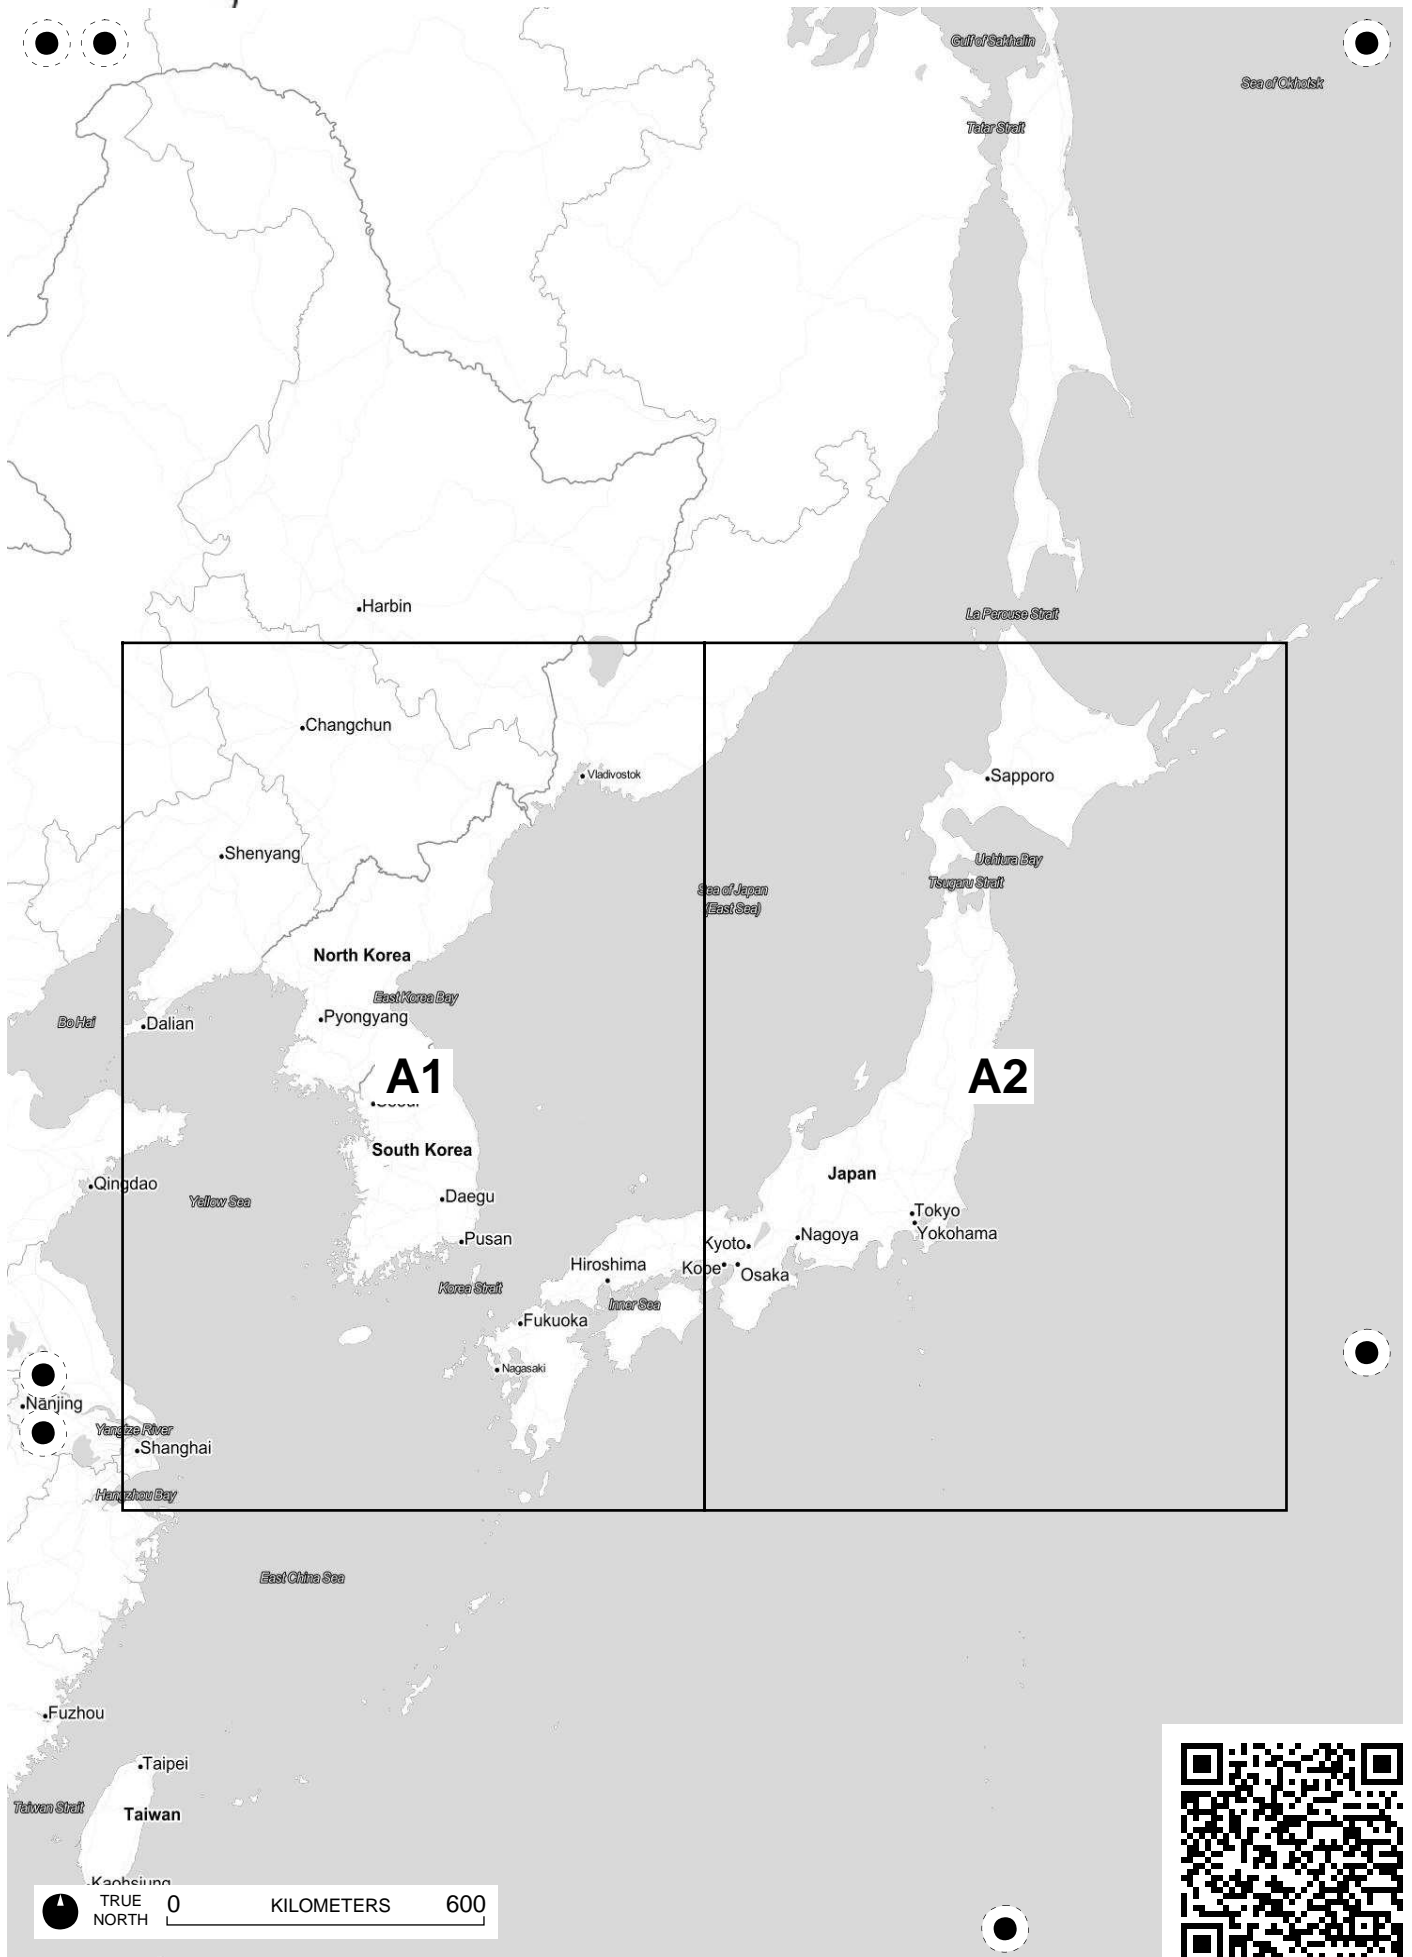 Gulf of Sakhalin
Sea of Okhotsk
Tatar Strait
Harbin
La Perouse Strait
Changchun
Vladivostok
Sapporo
Shenyang
Uchiura Bay
Tsugaru Strait
Sea of Japan
(East Sea)
North Korea
East Korea Bay
Pyongyang
Bo Hai
Dalian
A1
A2
South Korea
Japan
Qingdao
Yellow Sea
Daegu
Tokyo
Yokohama
Pusan
Nagoya
Kyoto
Hiroshima
Kobe
Osaka
Korea Strait
Inner Sea
Fukuoka
Nagasaki
Nanjing
Yangtze River
Shanghai
Hangzhou Bay
East China Sea
Fuzhou
Taipei
Taiwan Strait
Taiwan
Kaohsiung
TRUE
NORTH
0 KILOMETERS 600